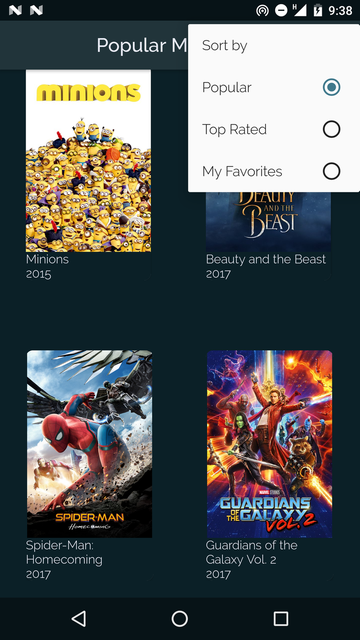 9:38
Popular M
Sort by
Popular
Top Rated
My Favorites
minions
BEAUTY
AND THE
BEAST
Minions
2015
Beauty and the Beast
2017
SPIDER-MAN
HOMECOMING
MARVEL STUDIOS
GUARDIANS
OF THE GALAXY
VOL. 2
Spider-Man:
Homecoming
2017
Guardians of the
Galaxy Vol. 2
2017